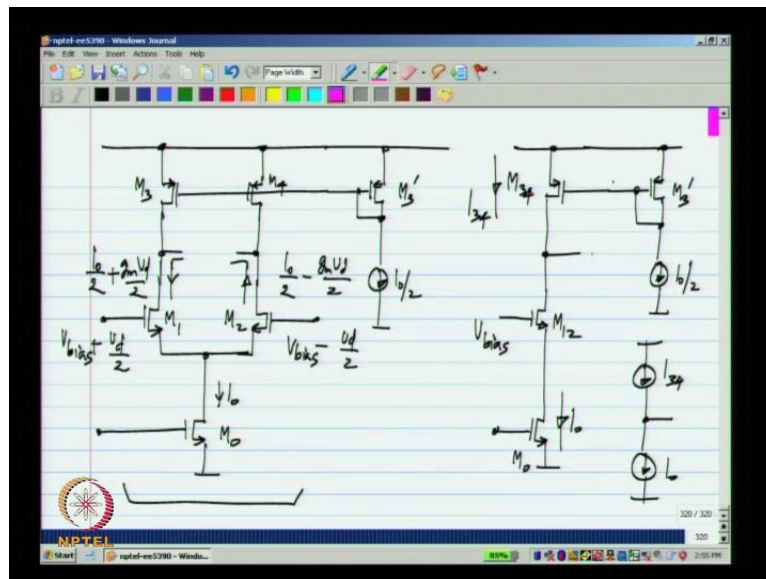 nptel-ee5390 - Windows Journal
File Edit View Insert Actions Tools Help
Page Width
M3
M4
M3'
I0/2 + gmVd/2
I0/2 - gmVd/2
I0/2
M1
M2
Vbias + Vd/2
Vbias - Vd/2
I0
M0
I34
M34
M3'
I0/2
Vbias
M12
I34
M0
I0
I0
320 / 320
320
NPTEL
Start
nptel-ee5390 - Windo...
85%
2:55 PM